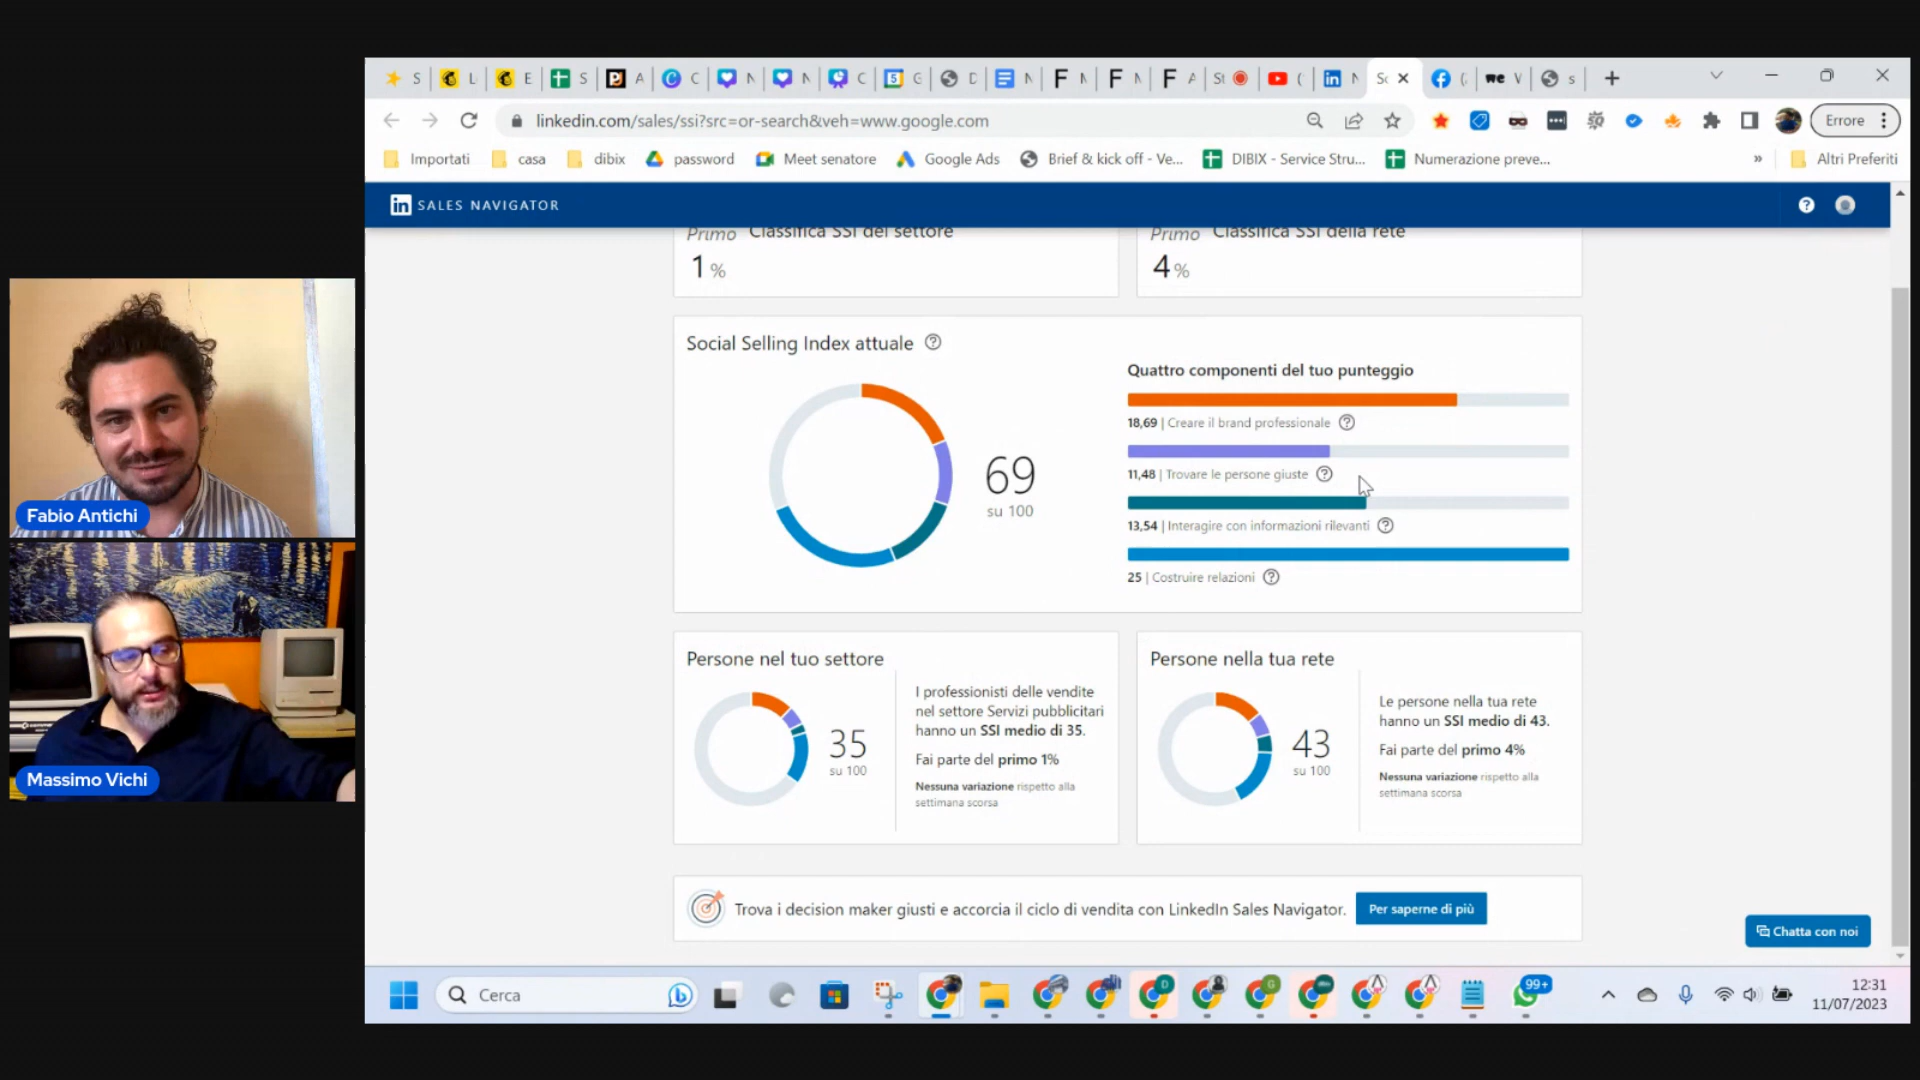 S
L
E
S
A
C
N
N
C
5
G
D
N
F
N
F
N
F
A
St
(
in
N
Sc
(
we
V
s
linkedin.com/sales/ssi?src=or-search&veh=www.google.com
Errore
Importati
casa
dibix
password
Meet senatore
Google Ads
Brief & kick off - Ve...
DIBIX - Service Stru...
Numerazione preve...
»
Altri Preferiti
in SALES NAVIGATOR
Primo Classifica SSI del settore
1 %
Primo Classifica SSI della rete
4 %
Social Selling Index attuale
69
su 100
Quattro componenti del tuo punteggio
18,69 | Creare il brand professionale
11,48 | Trovare le persone giuste
13,54 | Interagire con informazioni rilevanti
25 | Costruire relazioni
Persone nel tuo settore
35
su 100
I professionisti delle vendite
nel settore Servizi pubblicitari
hanno un SSI medio di 35.
Fai parte del primo 1%
Nessuna variazione rispetto alla
settimana scorsa
Persone nella tua rete
43
su 100
Le persone nella tua rete
hanno un SSI medio di 43.
Fai parte del primo 4%
Nessuna variazione rispetto alla
settimana scorsa
Trova i decision maker giusti e accorcia il ciclo di vendita con LinkedIn Sales Navigator.
Per saperne di più
Chatta con noi
Fabio Antichi
Massimo Vichi
Cerca
99+
12:31
11/07/2023